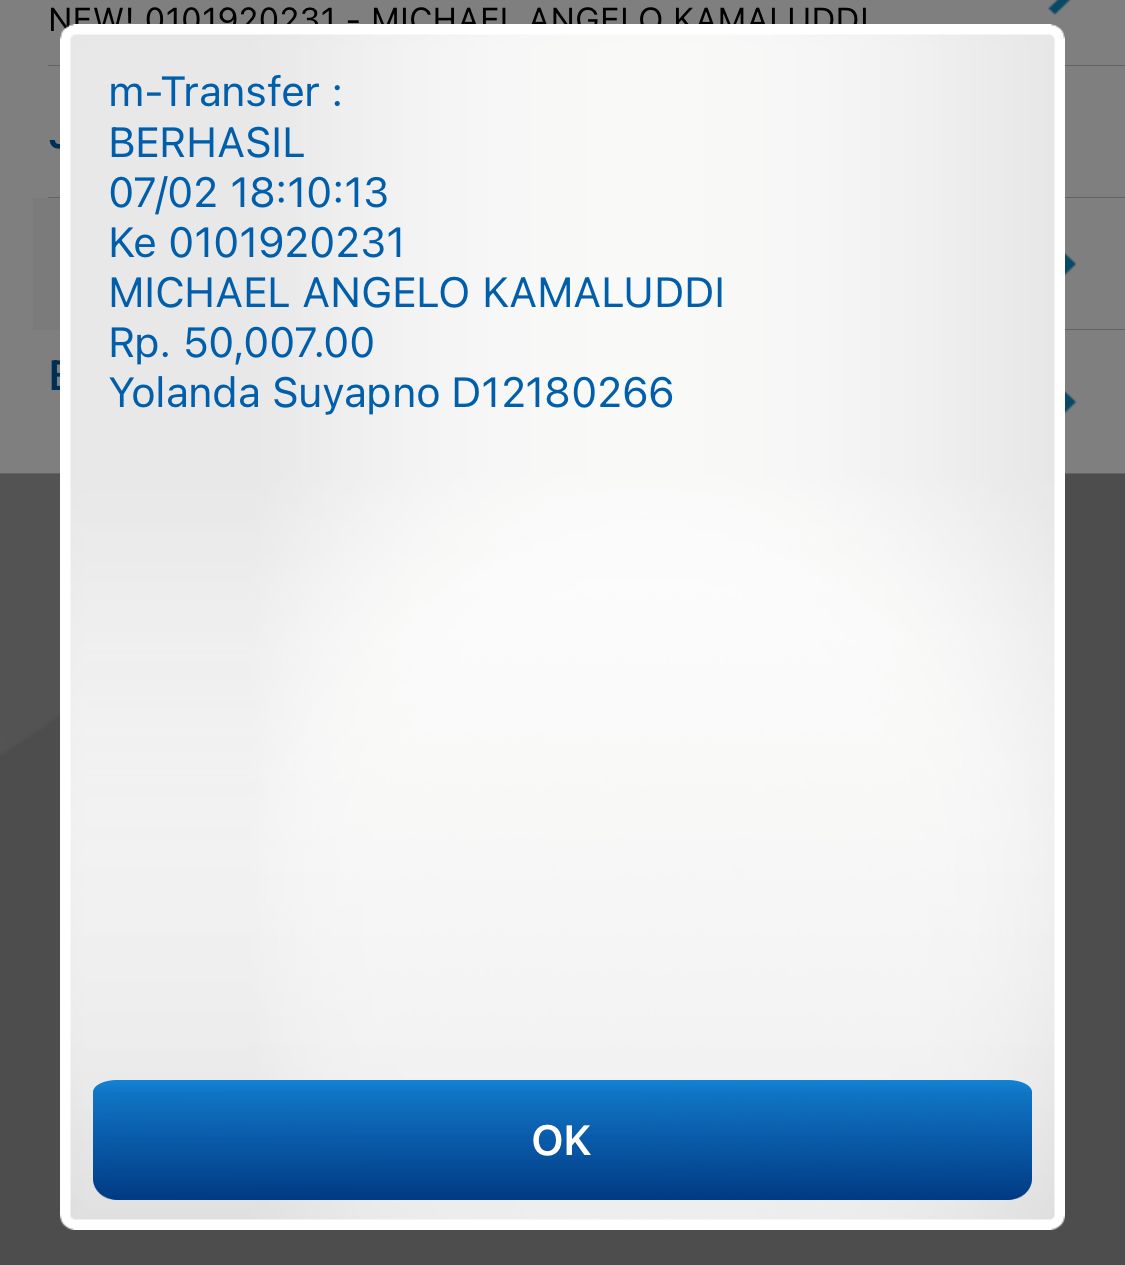 NEW! 0101920231 - MICHAEL ANGELO KAMALUDDI
m-Transfer :
BERHASIL
07/02 18:10:13
Ke 0101920231
MICHAEL ANGELO KAMALUDDI
Rp. 50,007.00
Yolanda Suyapno D12180266
OK